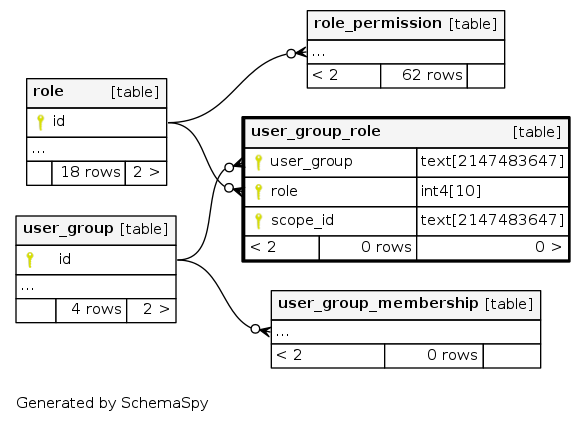 role_permission [table]
...
< 2 62 rows
role [table]
id
...
18 rows 2 >
user_group_role [table]
user_group text[2147483647]
role int4[10]
scope_id text[2147483647]
< 2 0 rows 0 >
user_group [table]
id
...
4 rows 2 >
user_group_membership [table]
...
< 2 0 rows
Generated by SchemaSpy